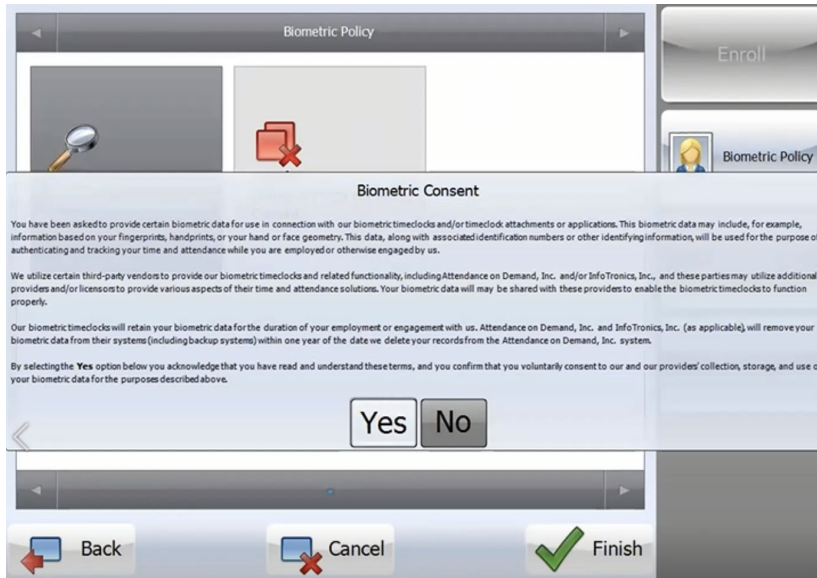 Biometric Policy
Enroll
Biometric Policy
Biometric Consent
You have been asked to provide certain biometric data for use in connection with our biometric timeclocks and/or timeclock attachments or applications. This biometric data may include, for example,
information based on your fingerprints, handprints, or your hand or face geometry. This data, along with associated identification numbers or other identifying information, will be used for the purpose of
authenticating and tracking your time and attendance while you are employed or otherwise engaged by us.
We utilize certain third-party vendors to provide our biometric timeclocks and related functionality, including Attendance on Demand, Inc. and/or InfoTronics, Inc., and these parties may utilize additional
providers and/or licensors to provide various aspects of their time and attendance solutions. Your biometric data will may be shared with these providers to enable the biometric timeclocks to function
properly.
Our biometric timeclocks will retain your biometric data for the duration of your employment or engagement with us. Attendance on Demand, Inc. and InfoTronics, Inc. (as applicable), will remove your
biometric data from their systems (including backup systems) within one year of the date we delete your records from the Attendance on Demand, Inc. system.
By selecting the Yes option below you acknowledge that you have read and understand these terms, and you confirm that you voluntarily consent to our and our providers' collection, storage, and use o
your biometric data for the purposes described above.
Yes No
Back Cancel Finish